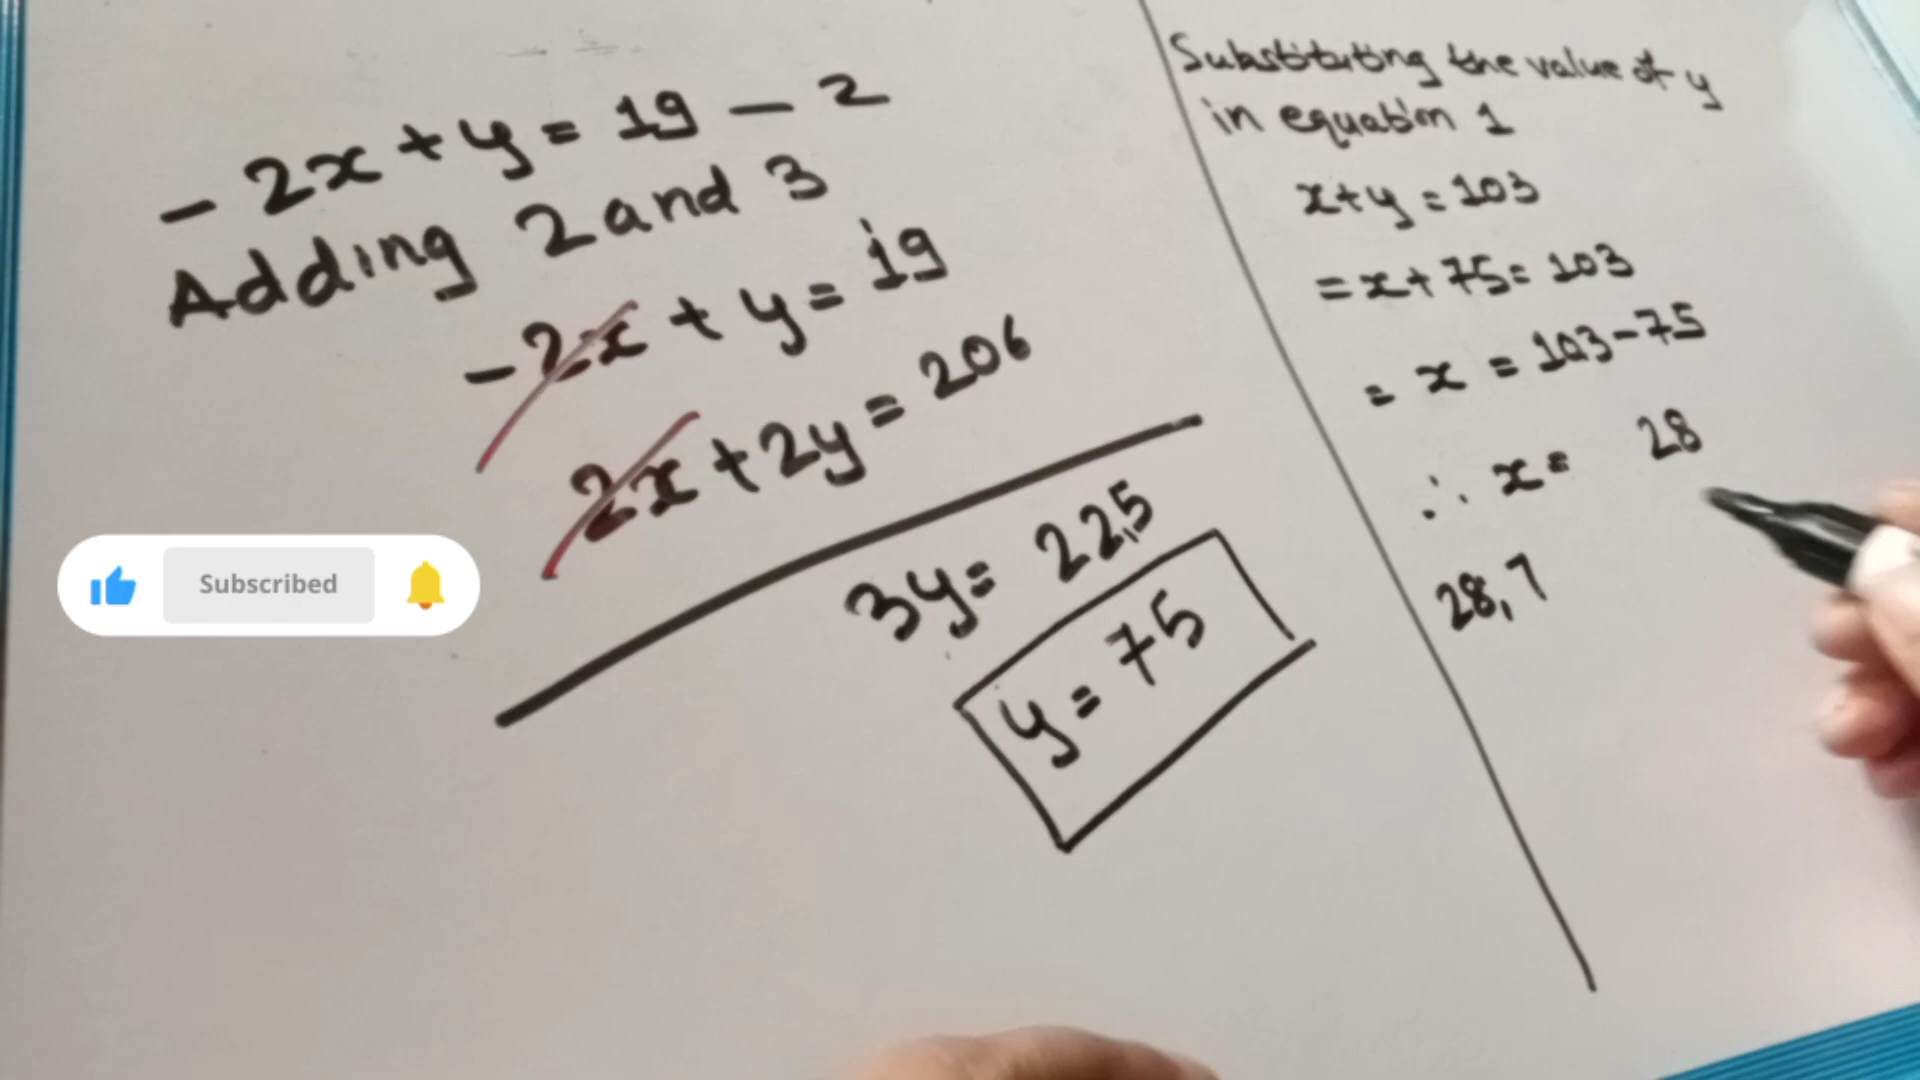 - 2x + y = 19 - 2
Adding 2 and 3
- 2x + y = 19
2x + 2y = 206
3y = 225
y = 75
Subscribed
Substituting the value of y
in equation 1
x + y = 103
= x + 75 = 103
= x = 103 - 75
∴ x = 28
28, 7